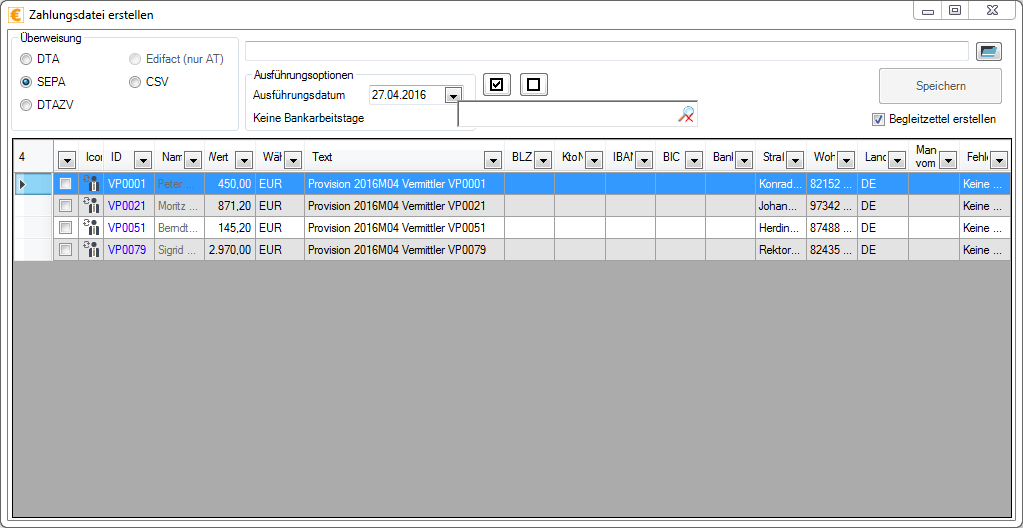 Zahlungsdatei erstellen
Überweisung
DTA
Edifact (nur AT)
SEPA
CSV
DTAZV
Ausführungsoptionen
Ausführungsdatum
27.04.2016
Keine Bankarbeitstage
Speichern
Begleitzettel erstellen
4 Icon ID Nam Wert Wäh Text BLZ KtoN IBAN BIC Bank Straß Woh Land Man vom Fehle
VP0001 Peter ... 450,00 EUR Provision 2016M04 Vermittler VP0001 Konrad... 82152 ... DE Keine ...
VP0021 Moritz ... 871,20 EUR Provision 2016M04 Vermittler VP0021 Johan... 97342 ... DE Keine ...
VP0051 Berndt... 145,20 EUR Provision 2016M04 Vermittler VP0051 Herdin... 87488 ... DE Keine ...
VP0079 Sigrid ... 2.970,00 EUR Provision 2016M04 Vermittler VP0079 Rektor... 82435 ... DE Keine ...